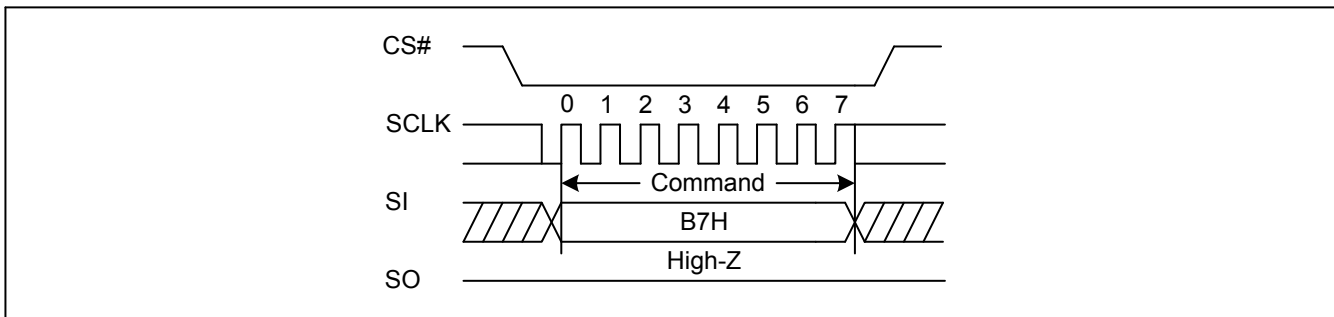 CS#
0 1 2 3 4 5 6 7
SCLK
Command
SI
B7H
High-Z
SO